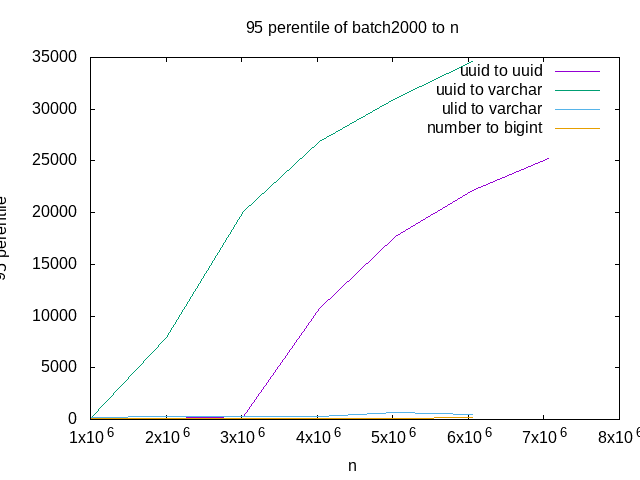 95 perentile of batch2000 to n
35000
30000
25000
20000
15000
10000
5000
0
95 perentile
uuid to uuid
uuid to varchar
ulid to varchar
number to bigint
1x10^6 2x10^6 3x10^6 4x10^6 5x10^6 6x10^6 7x10^6 8x10^6
n